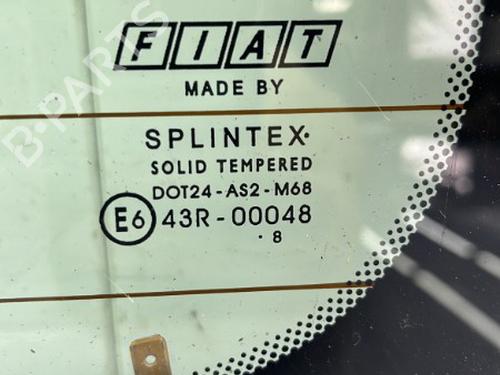 B-PARTS
FIAT
MADE BY
SPLINTEX
SOLID TEMPERED
DOT24-AS2-M68
E6 43R-00048
. 8